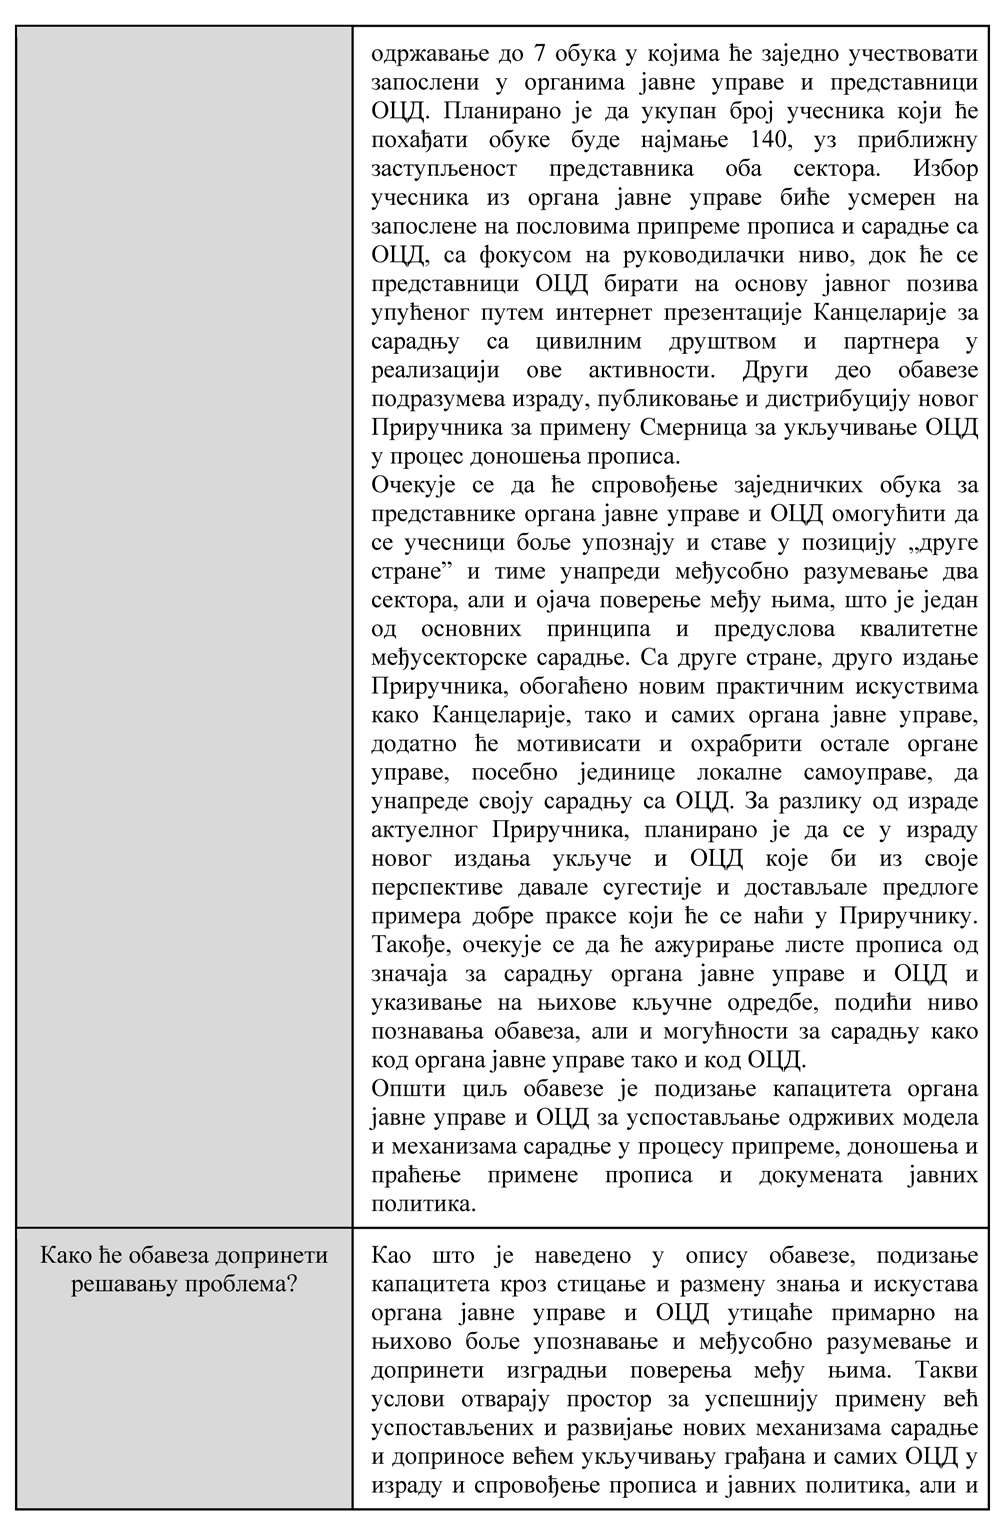 одржавање до 7 обука у којима ће заједно учествовати
запослени у органима јавне управе и представници
ОЦД. Планирано је да укупан број учесника који ће
похађати обуке буде најмање 140, уз приближну
заступљеност представника оба сектора. Избор
учесника из органа јавне управе биће усмерен на
запослене на пословима припреме прописа и сарадње са
ОЦД, са фокусом на руководилачки ниво, док ће се
представници ОЦД бирати на основу јавног позива
упућеног путем интернет презентације Канцеларије за
сарадњу са цивилним друштвом и партнера у
реализацији ове активности. Други део обавезе
подразумева израду, публиковање и дистрибуцију новог
Приручника за примену Смерница за укључивање ОЦД
у процес доношења прописа.
Очекује се да ће спровођење заједничких обука за
представнике органа јавне управе и ОЦД омогућити да
се учесници боље упознају и ставе у позицију „друге
стране” и тиме унапреди међусобно разумевање два
сектора, али и ојача поверење међу њима, што је један
од основних принципа и предуслова квалитетне
међусекторске сарадње. Са друге стране, друго издање
Приручника, обогаћено новим практичним искуствима
како Канцеларије, тако и самих органа јавне управе,
додатно ће мотивисати и охрабрити остале органе
управе, посебно јединице локалне самоуправе, да
унапреде своју сарадњу са ОЦД. За разлику од израде
актуелног Приручника, планирано је да се у израду
новог издања укључе и ОЦД које би из своје
перспективе давале сугестије и достављале предлоге
примера добре праксе који ће се наћи у Приручнику.
Такође, очекује се да ће ажурирање листе прописа од
значаја за сарадњу органа јавне управе и ОЦД и
указивање на њихове кључне одредбе, подићи ниво
познавања обавеза, али и могућности за сарадњу како
код органа јавне управе тако и код ОЦД.
Општи циљ обавезе је подизање капацитета органа
јавне управе и ОЦД за успостављање одрживих модела
и механизама сарадње у процесу припреме, доношења и
праћење примене прописа и докумената јавних
политика.
Како ће обавеза допринети
решавању проблема?
Као што је наведено у опису обавезе, подизање
капацитета кроз стицање и размену знања и искустава
органа јавне управе и ОЦД утицаће примарно на
њихово боље упознавање и међусобно разумевање и
допринети изградњи поверења међу њима. Такви
услови отварају простор за успешнију примену већ
успостављених и развијање нових механизама сарадње
и доприносе већем укључивању грађана и самих ОЦД у
израду и спровођење прописа и јавних политика, али и